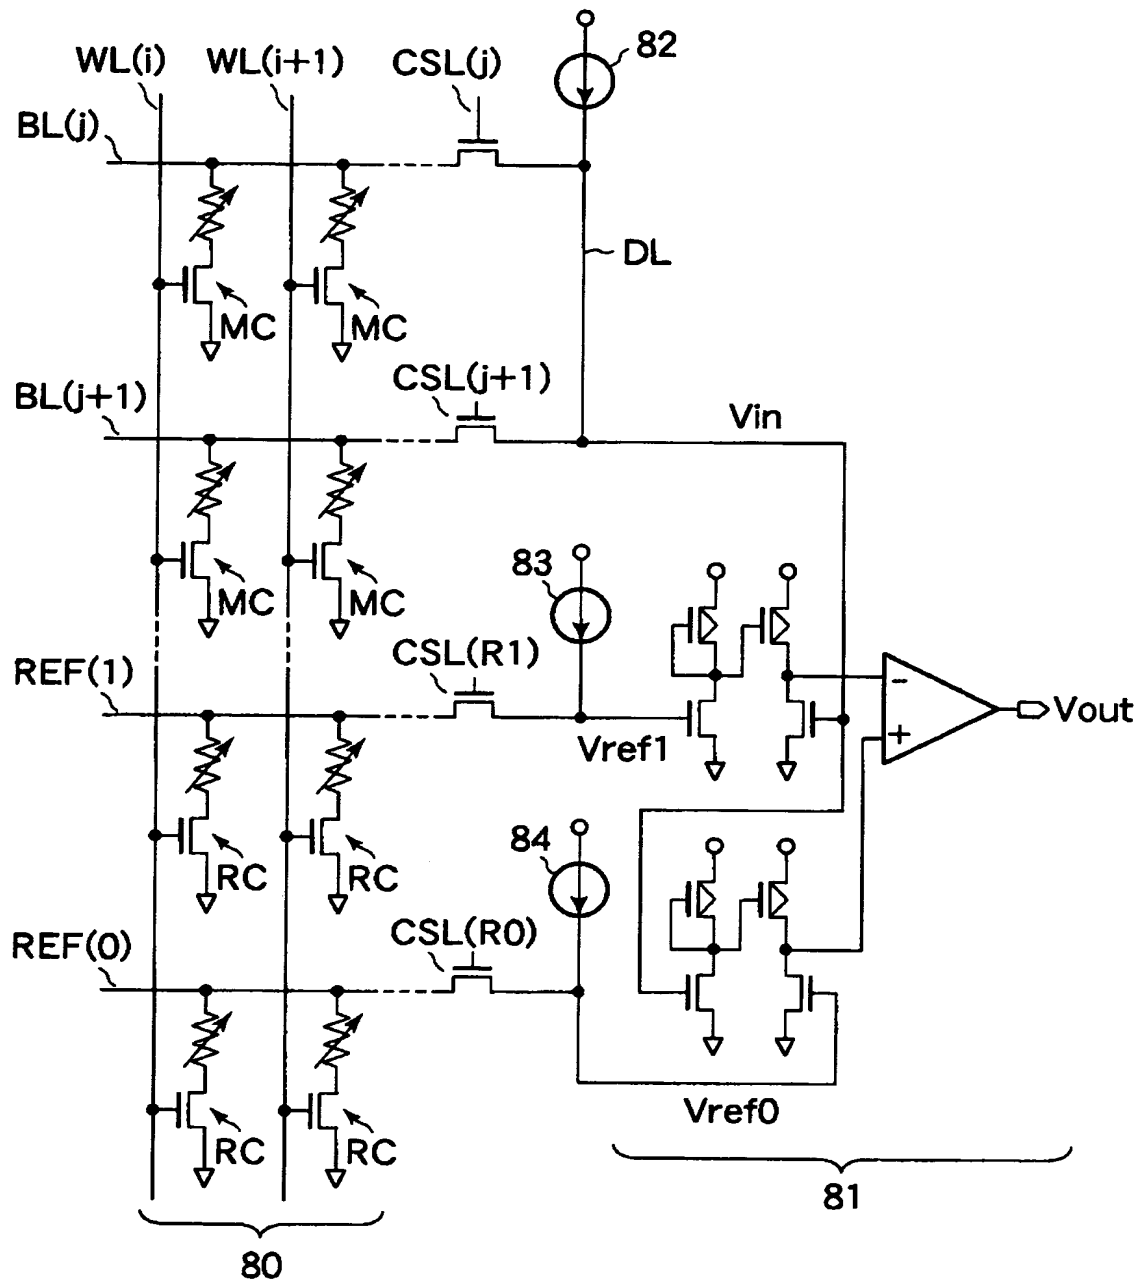 82
WL(i) WL(i+1) CSL(j)
BL(j)
DL
MC MC
BL(j+1) CSL(j+1) Vin
83
MC MC
REF(1) CSL(R1)
Vref1
- Vout
+
84
RC RC
REF(0) CSL(R0)
Vref0
RC RC
81
80